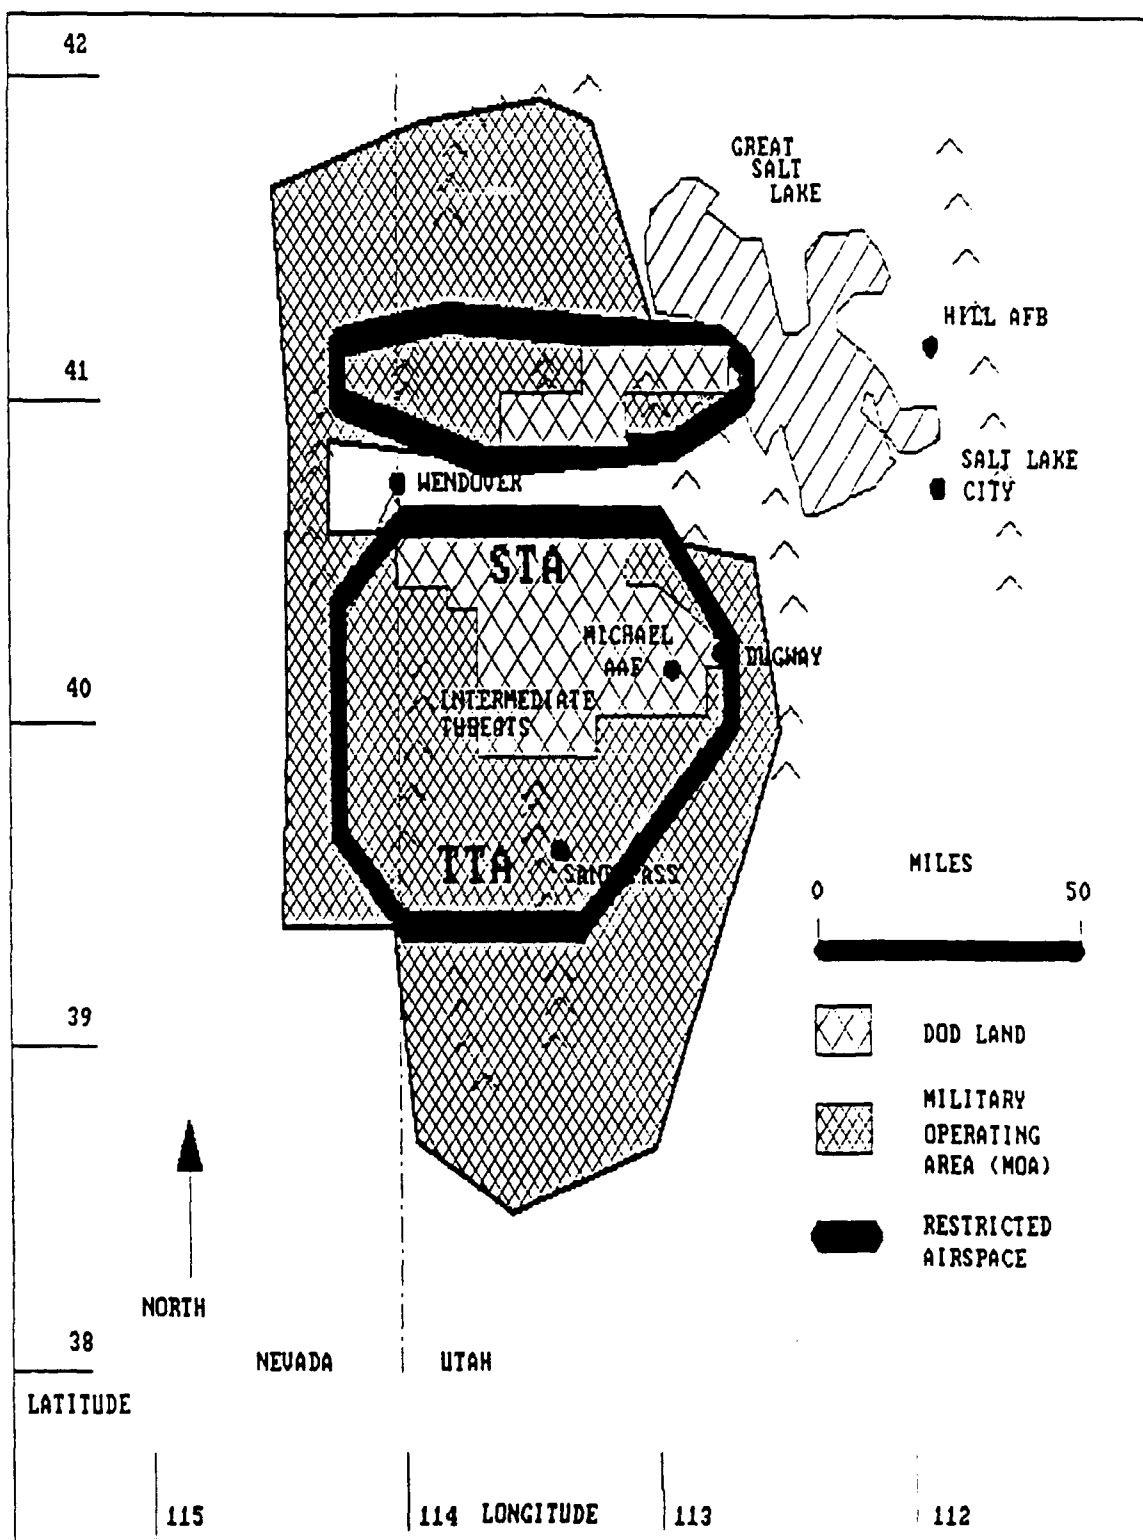 42
GREAT
SALT
LAKE
HILL AFB
41
SALT LAKE
CITY
WENDOVER
STA
MICHAEL
AAF
DUGWAY
40
INTERMEDIATE
MILES
TTA
0
50
39
DOD LAND
MILITARY
OPERATING
AREA (MOA)
RESTRICTED
AIRSPACE
NORTH
38
NEVADA
UTAH
LATITUDE
115
114
LONGITUDE
113
112